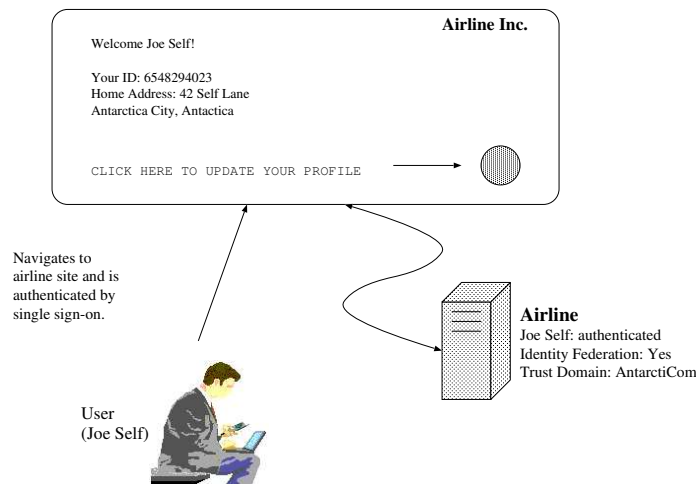 Airline Inc.
Welcome Joe Self!
Your ID: 6548294023
Home Address: 42 Self Lane
Antarctica City, Antactica
CLICK HERE TO UPDATE YOUR PROFILE
Navigates to
airline site and is
authenticated by
single sign-on.
Airline
Joe Self: authenticated
Identity Federation: Yes
Trust Domain: AntarctiCom
User
(Joe Self)